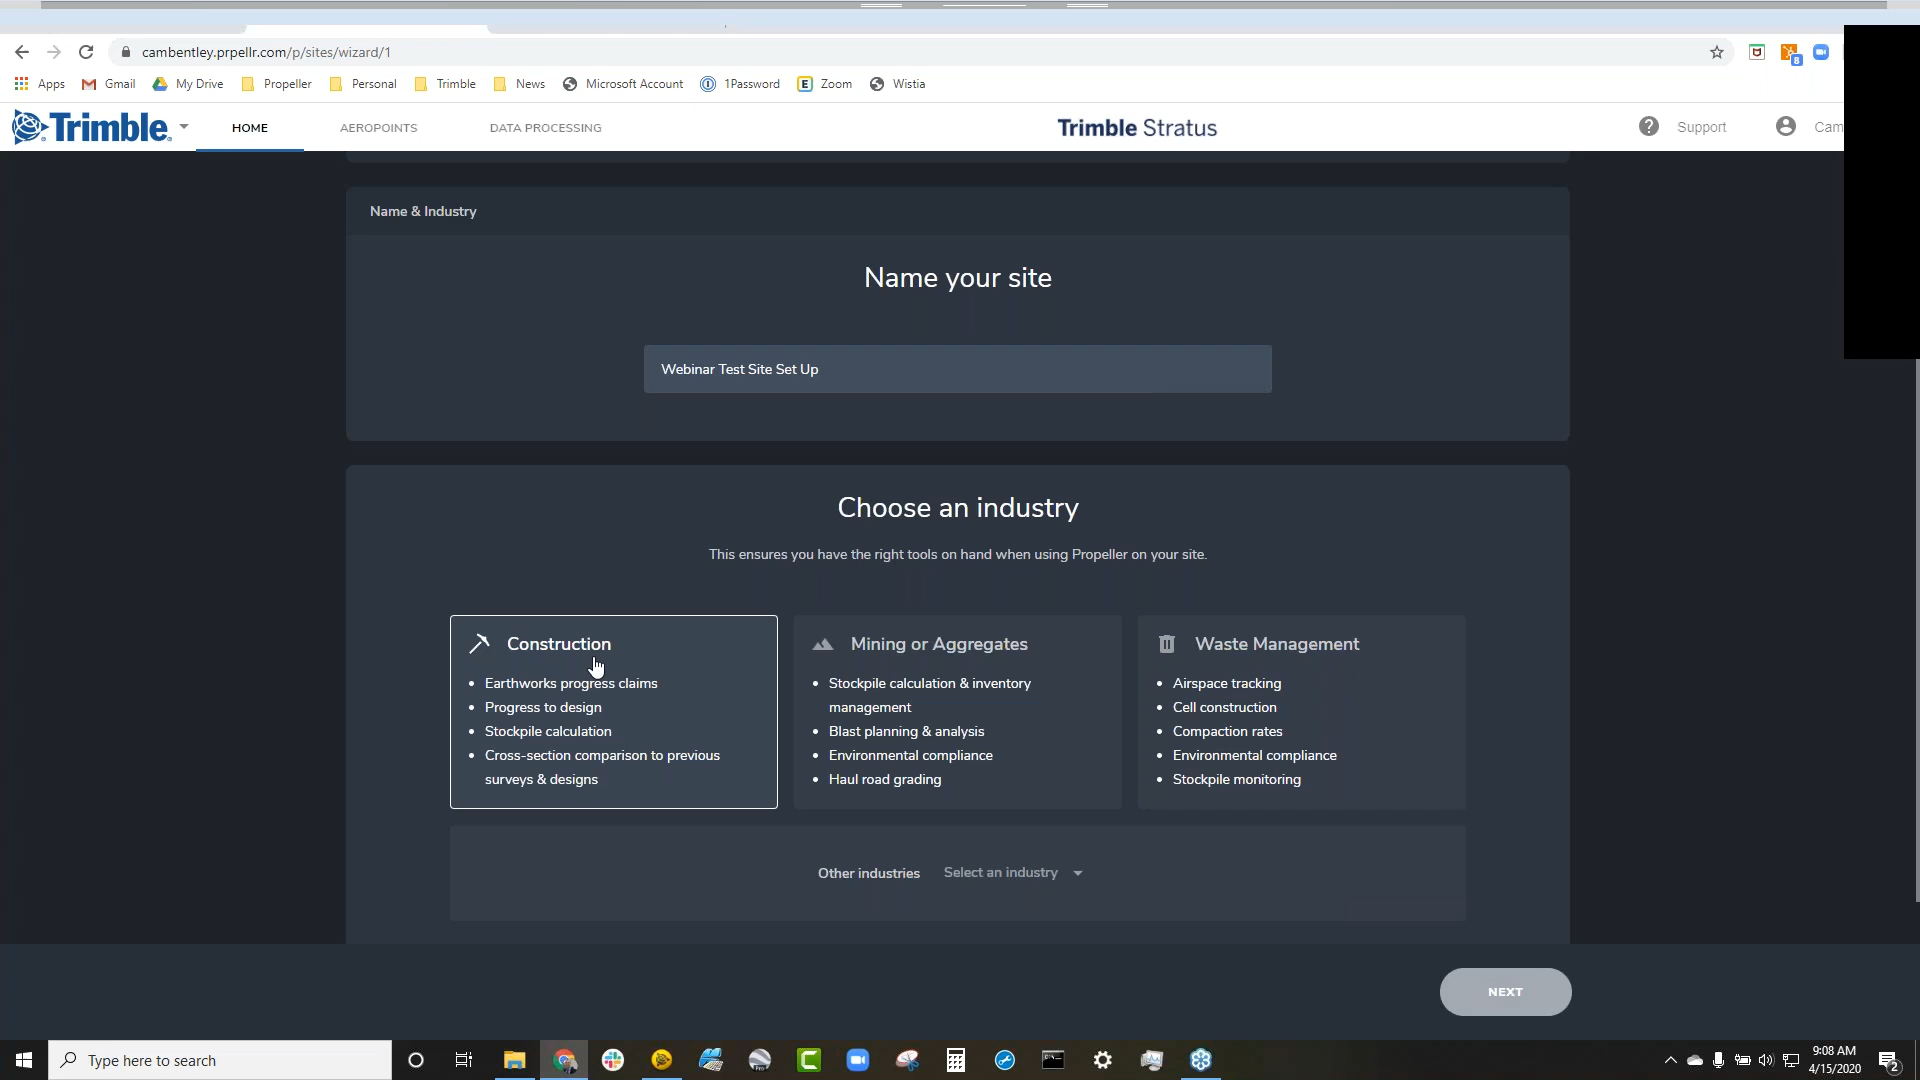 cambentley.prpellr.com/p/sites/wizard/1
8
Apps Gmail My Drive Propeller Personal Trimble News Microsoft Account 1Password E Zoom Wistia
Trimble HOME AEROPOINTS DATA PROCESSING Trimble Stratus ? Support Cam
Name & Industry
Name your site
Webinar Test Site Set Up
Choose an industry
This ensures you have the right tools on hand when using Propeller on your site.
Construction
• Earthworks progress claims
• Progress to design
• Stockpile calculation
• Cross-section comparison to previous
surveys & designs
Mining or Aggregates
• Stockpile calculation & inventory
management
• Blast planning & analysis
• Environmental compliance
• Haul road grading
Waste Management
• Airspace tracking
• Cell construction
• Compaction rates
• Environmental compliance
• Stockpile monitoring
Other industries Select an industry
NEXT
Type here to search
9:08 AM
4/15/2020
2